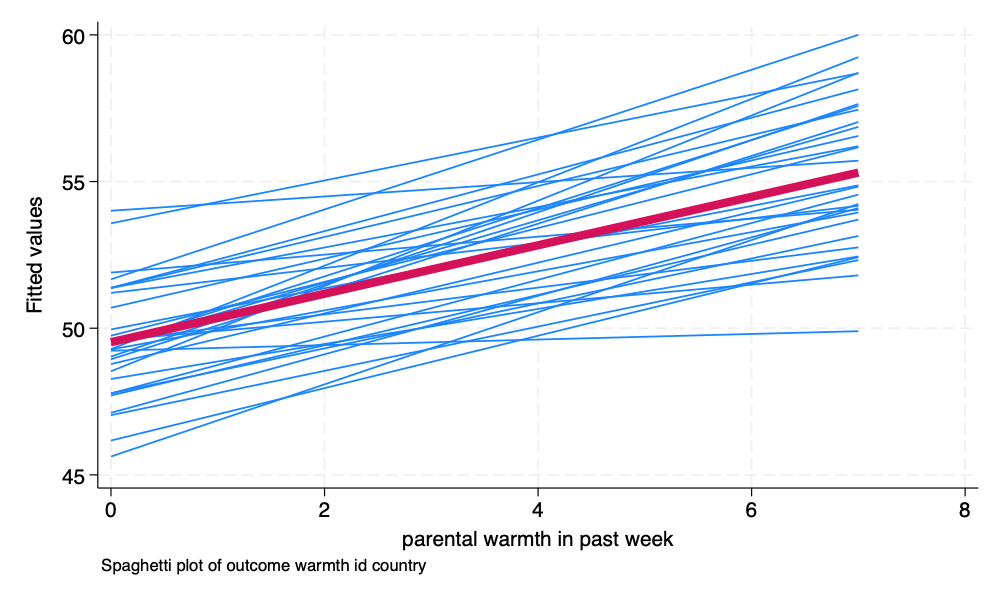 60
55
50
45
Fitted values
0 2 4 6 8
parental warmth in past week
Spaghetti plot of outcome warmth id country